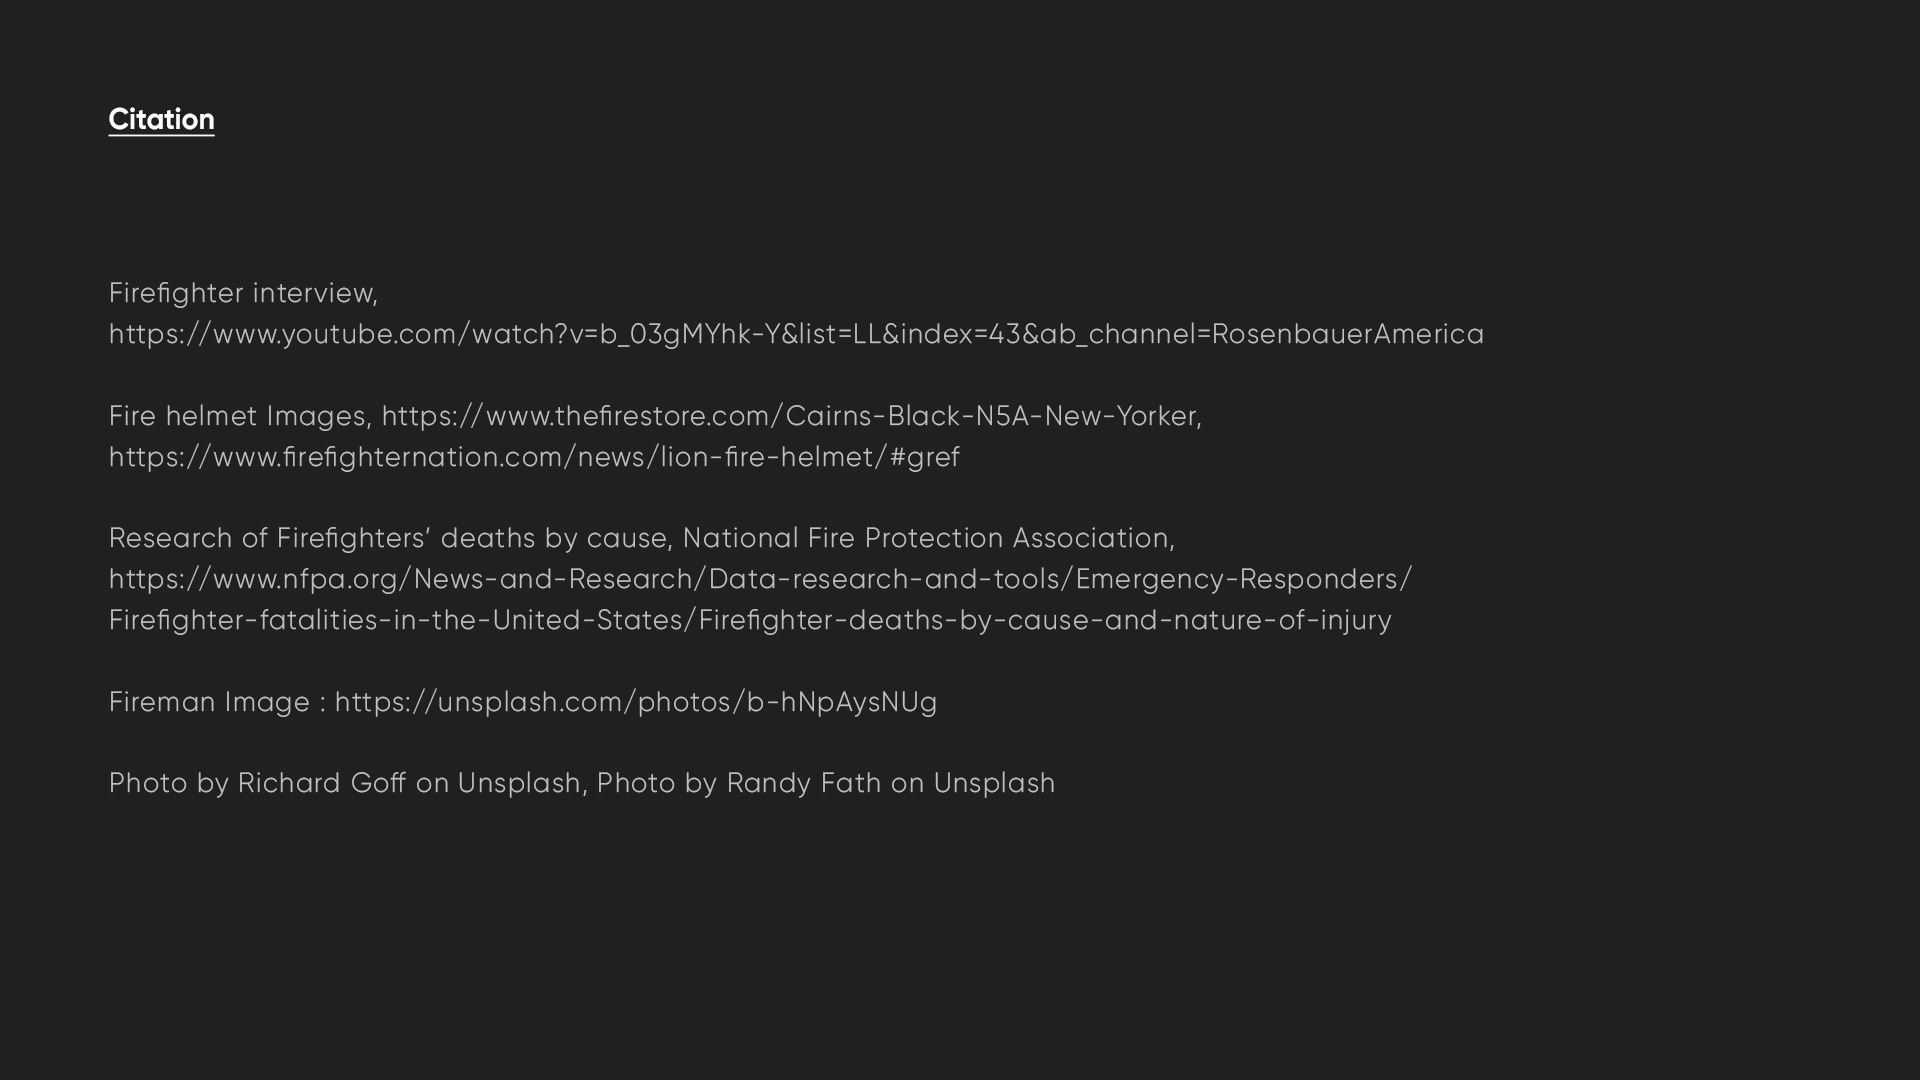 Citation
Firefighter interview,
https://www.youtube.com/watch?v=b_03gMYhk-Y&list=LL&index=43&ab_channel=RosenbauerAmerica
Fire helmet Images, https://www.thefirestore.com/Cairns-Black-N5A-New-Yorker,
https://www.firefighternation.com/news/lion-fire-helmet/#gref
Research of Firefighters’ deaths by cause, National Fire Protection Association,
https://www.nfpa.org/News-and-Research/Data-research-and-tools/Emergency-Responders/
Firefighter-fatalities-in-the-United-States/Firefighter-deaths-by-cause-and-nature-of-injury
Fireman Image : https://unsplash.com/photos/b-hNpAysNUg
Photo by Richard Goff on Unsplash, Photo by Randy Fath on Unsplash